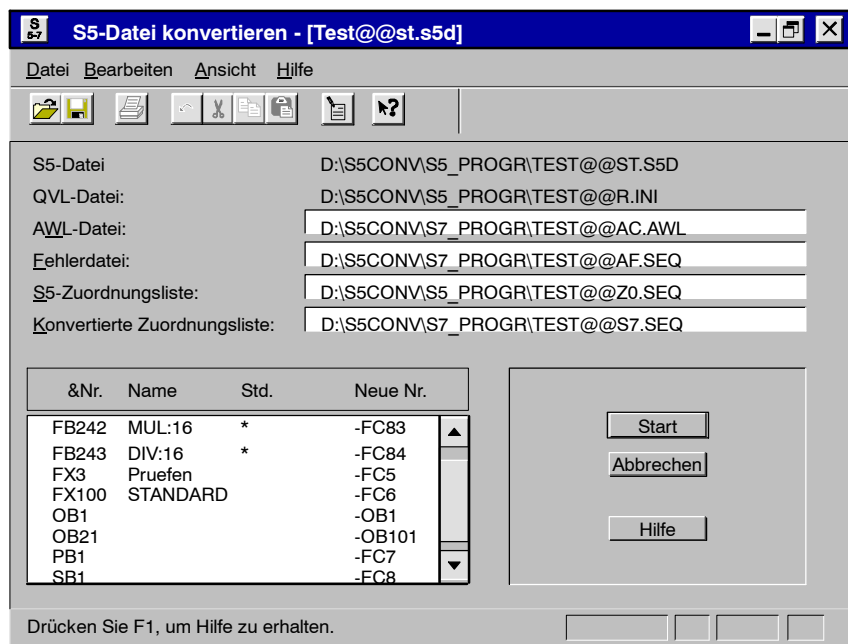 S 5-7 S5-Datei konvertieren - [Test@@st.s5d]
Datei Bearbeiten Ansicht Hilfe
S5-Datei D:\S5CONV\S5_PROGR\TEST@@ST.S5D
QVL-Datei: D:\S5CONV\S5_PROGR\TEST@@R.INI
AWL-Datei: D:\S5CONV\S7_PROGR\TEST@@AC.AWL
Fehlerdatei: D:\S5CONV\S7_PROGR\TEST@@AF.SEQ
S5-Zuordnungsliste: D:\S5CONV\S5_PROGR\TEST@@Z0.SEQ
Konvertierte Zuordnungsliste: D:\S5CONV\S7_PROGR\TEST@@S7.SEQ
&Nr. Name Std. Neue Nr.
FB242 MUL:16 * -FC83
FB243 DIV:16 * -FC84
FX3 Pruefen -FC5
FX100 STANDARD -FC6
OB1 -OB1
OB21 -OB101
PB1 -FC7
SB1 -FC8
Start
Abbrechen
Hilfe
Drücken Sie F1, um Hilfe zu erhalten.